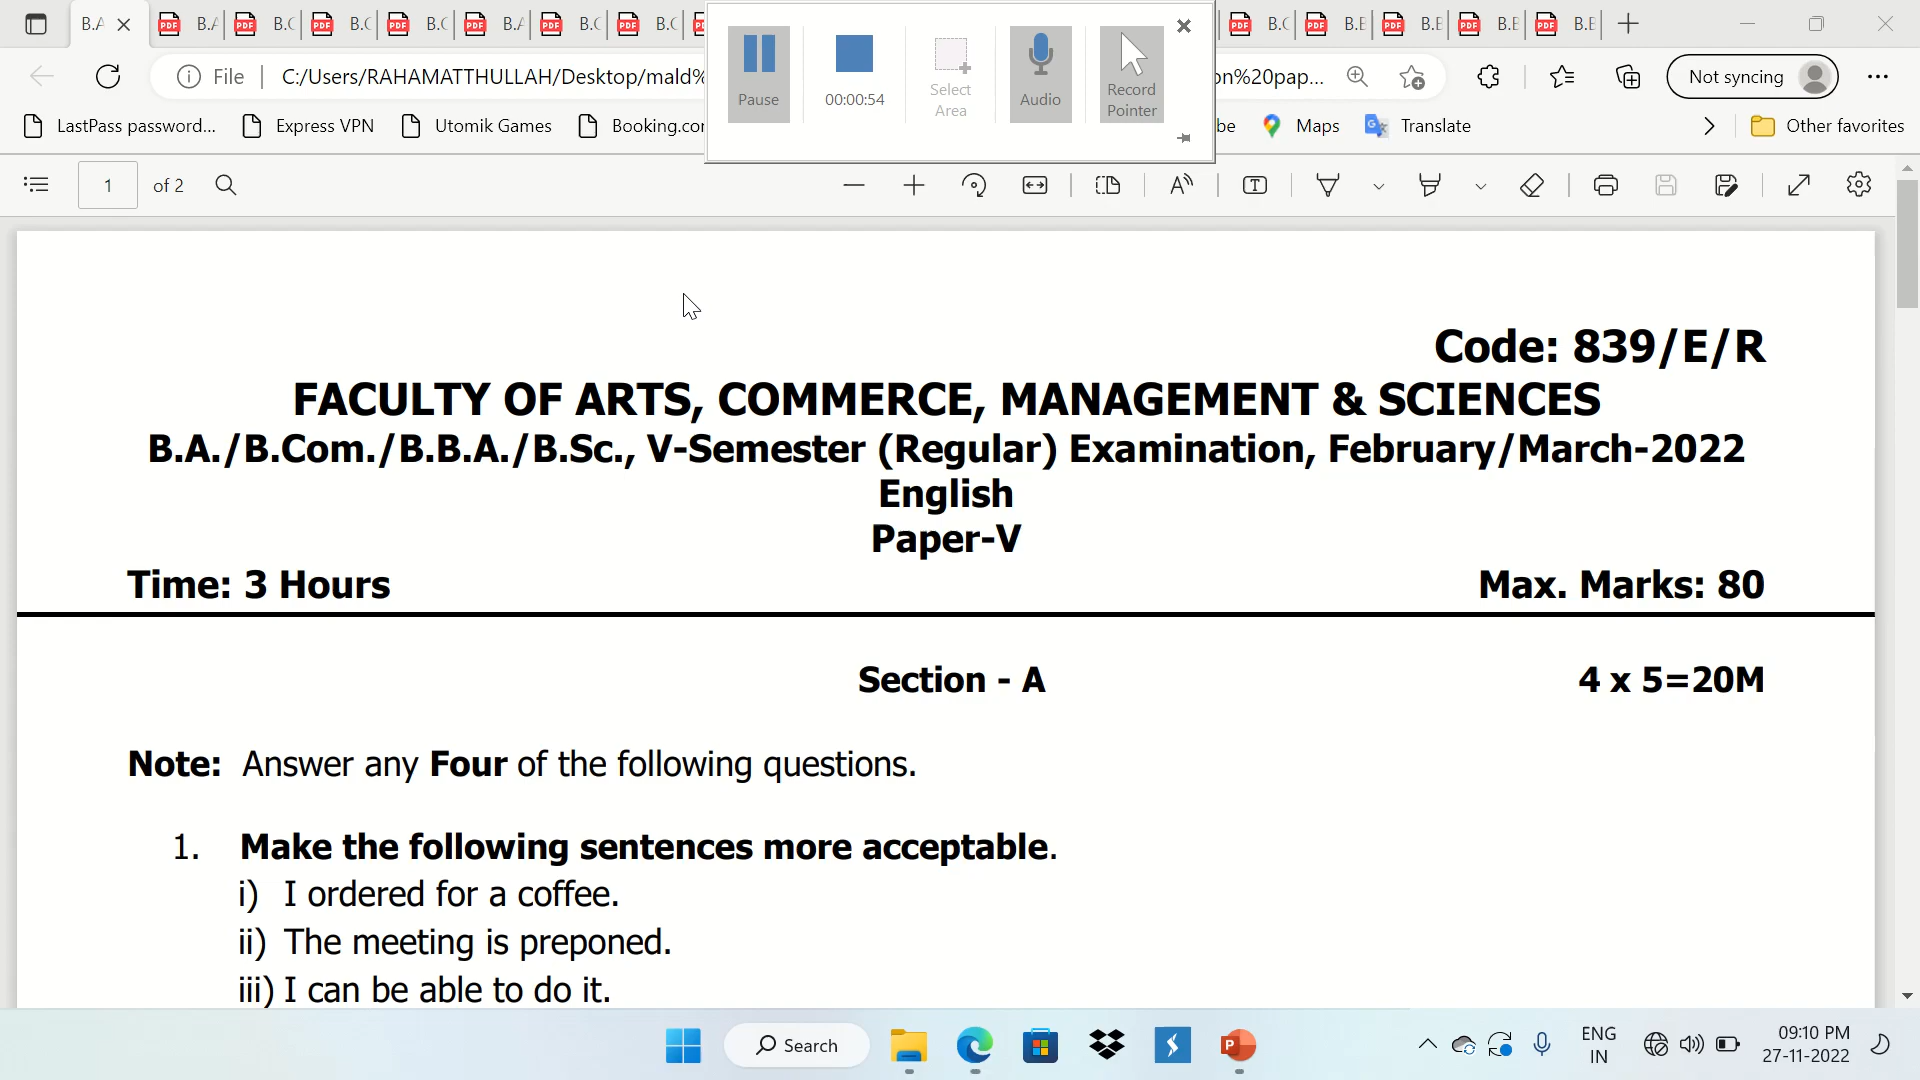 B.A B.A B.C B.C B.C B.A B.C B.C B.C B.E B.E B.E B.E
File C:/Users/RAHAMATTHULLAH/Desktop/mald% on%20pap... Not syncing
Pause 00:00:54 Select Area Audio Record Pointer
LastPass password... Express VPN Utomik Games Booking.cor be Maps Translate Other favorites
1 of 2
Code: 839/E/R
FACULTY OF ARTS, COMMERCE, MANAGEMENT & SCIENCES
B.A./B.Com./B.B.A./B.Sc., V-Semester (Regular) Examination, February/March-2022
English
Paper-V
Time: 3 Hours Max. Marks: 80
Section - A 4 x 5=20M
Note: Answer any Four of the following questions.
1. Make the following sentences more acceptable.
i) I ordered for a coffee.
ii) The meeting is preponed.
iii) I can be able to do it.
Search ENG IN 09:10 PM
27-11-2022